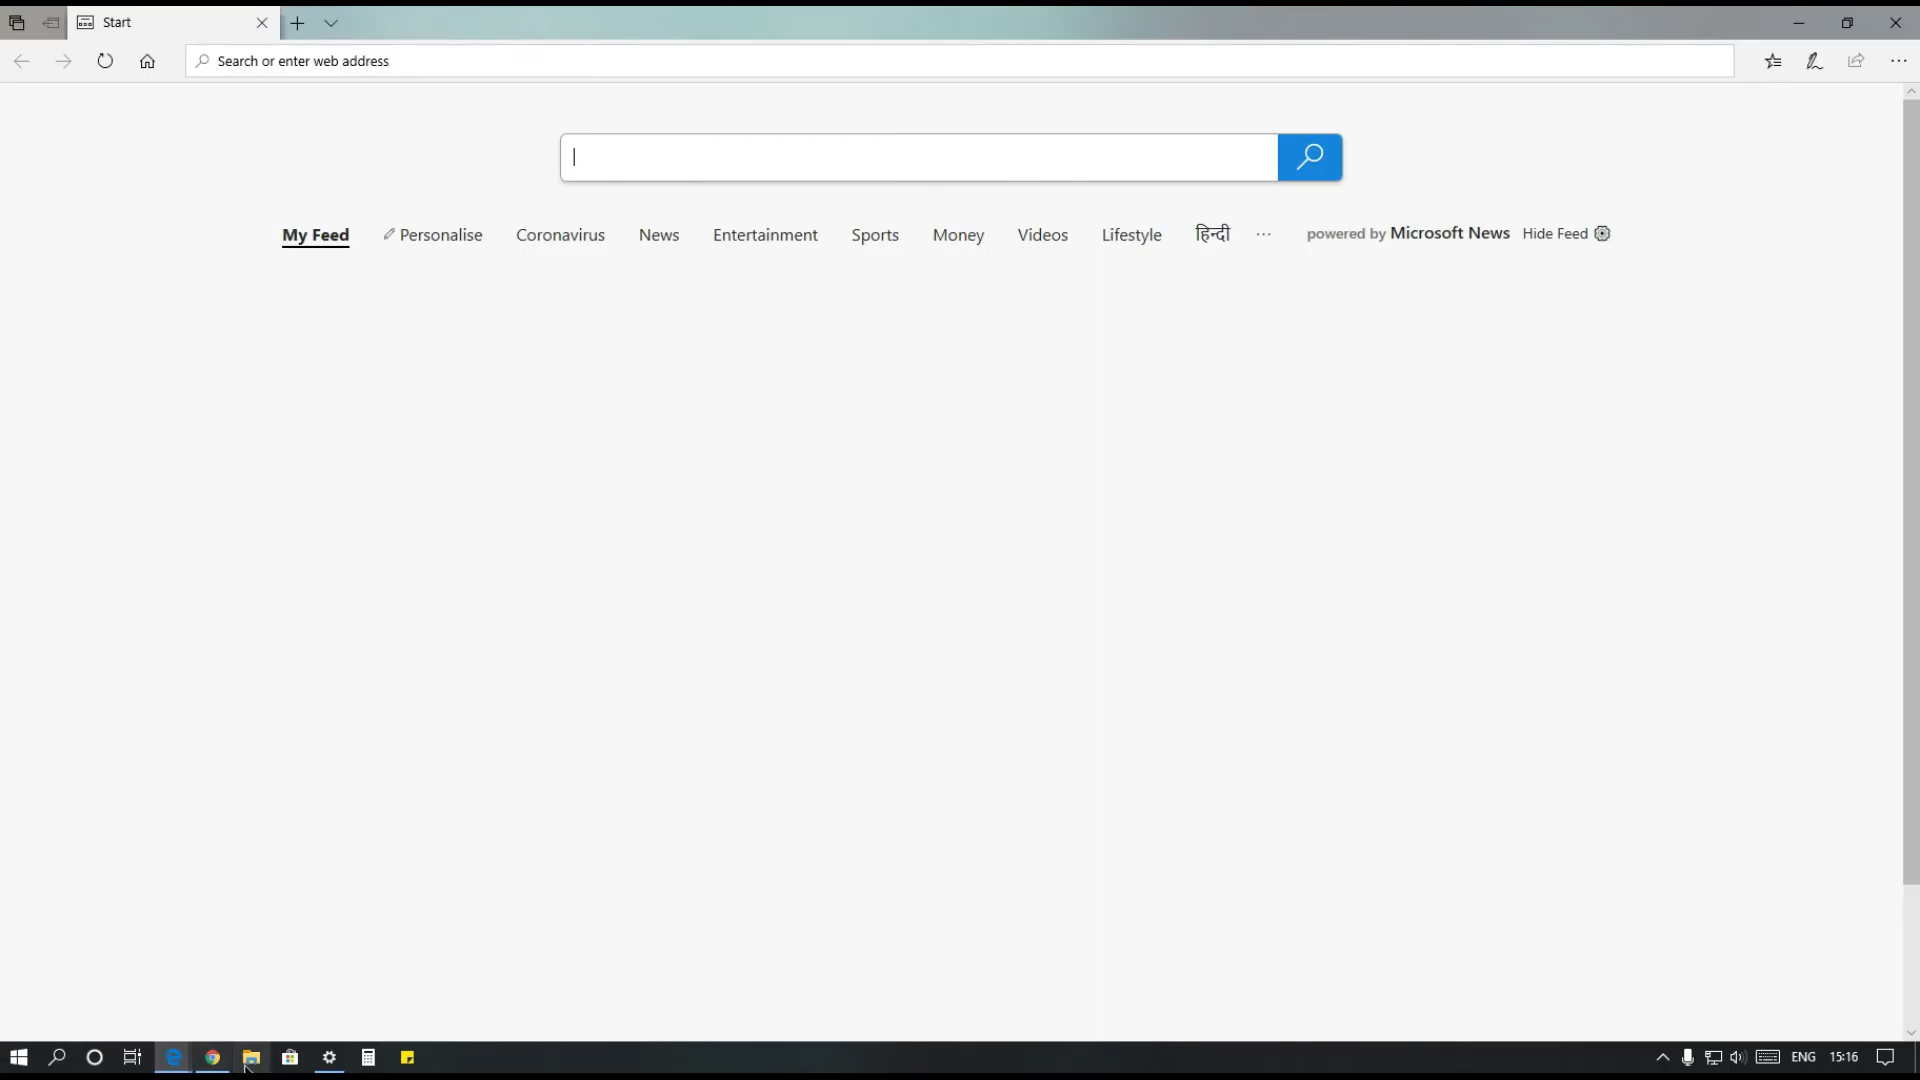 Start
Search or enter web address
My Feed Personalise Coronavirus News Entertainment Sports Money Videos Lifestyle हिन्दी ... powered by Microsoft News Hide Feed
ENG 15:16